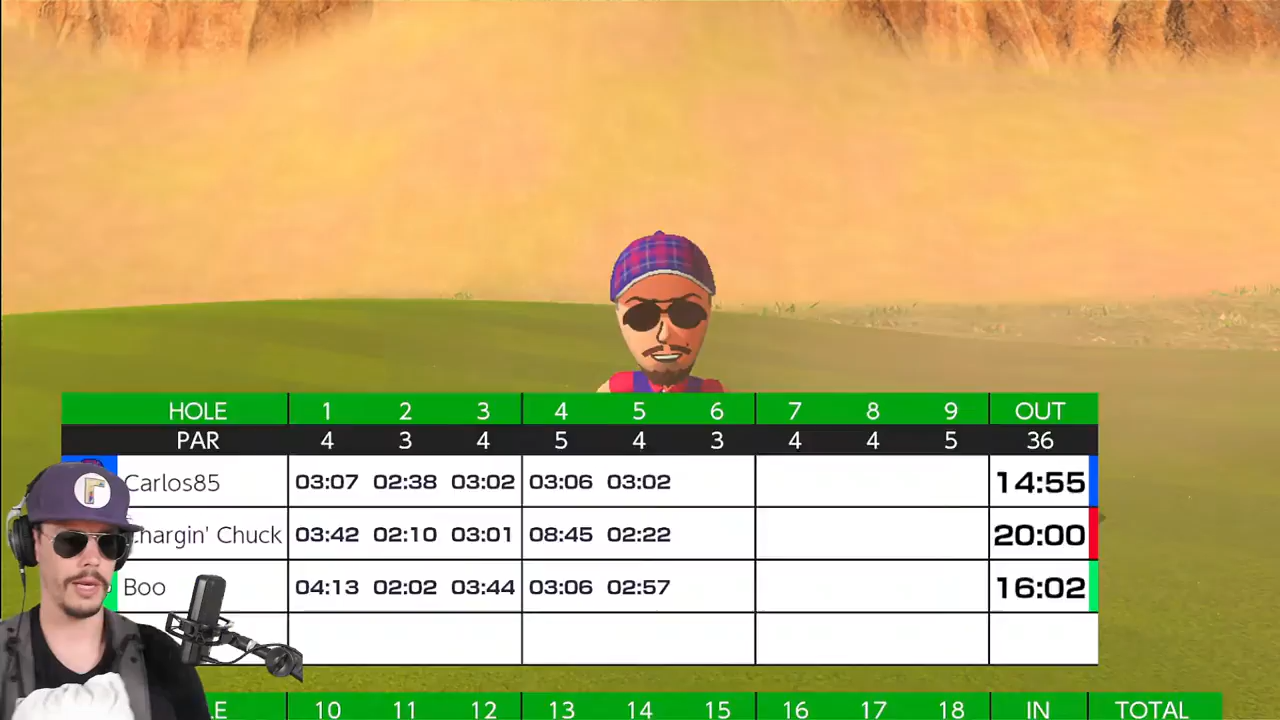 HOLE 1 2 3 4 5 6 7 8 9 OUT
PAR 4 3 4 5 4 3 4 4 5 36
Carlos85 03:07 02:38 03:02 03:06 03:02 14:55
Chargin' Chuck 03:42 02:10 03:01 08:45 02:22 20:00
Boo 04:13 02:02 03:44 03:06 02:57 16:02
LE 10 11 12 13 14 15 16 17 18 IN TOTAL